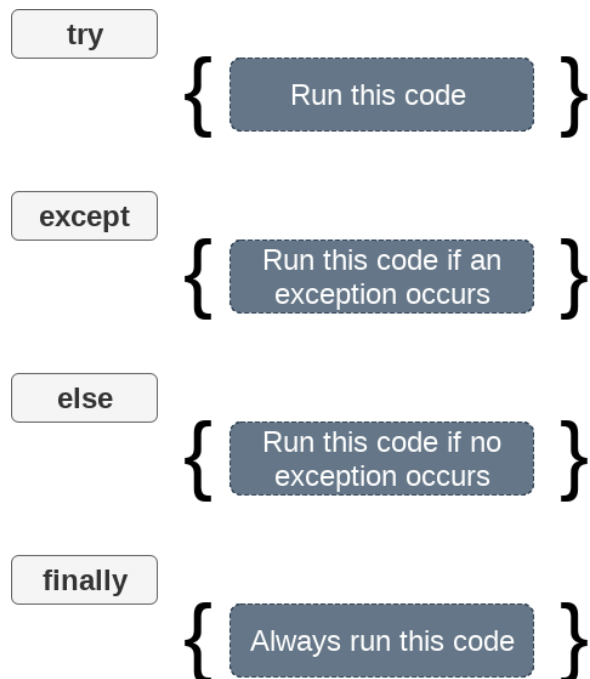 try
{ Run this code }
except
{ Run this code if an
exception occurs }
else
{ Run this code if no
exception occurs }
finally
{ Always run this code }